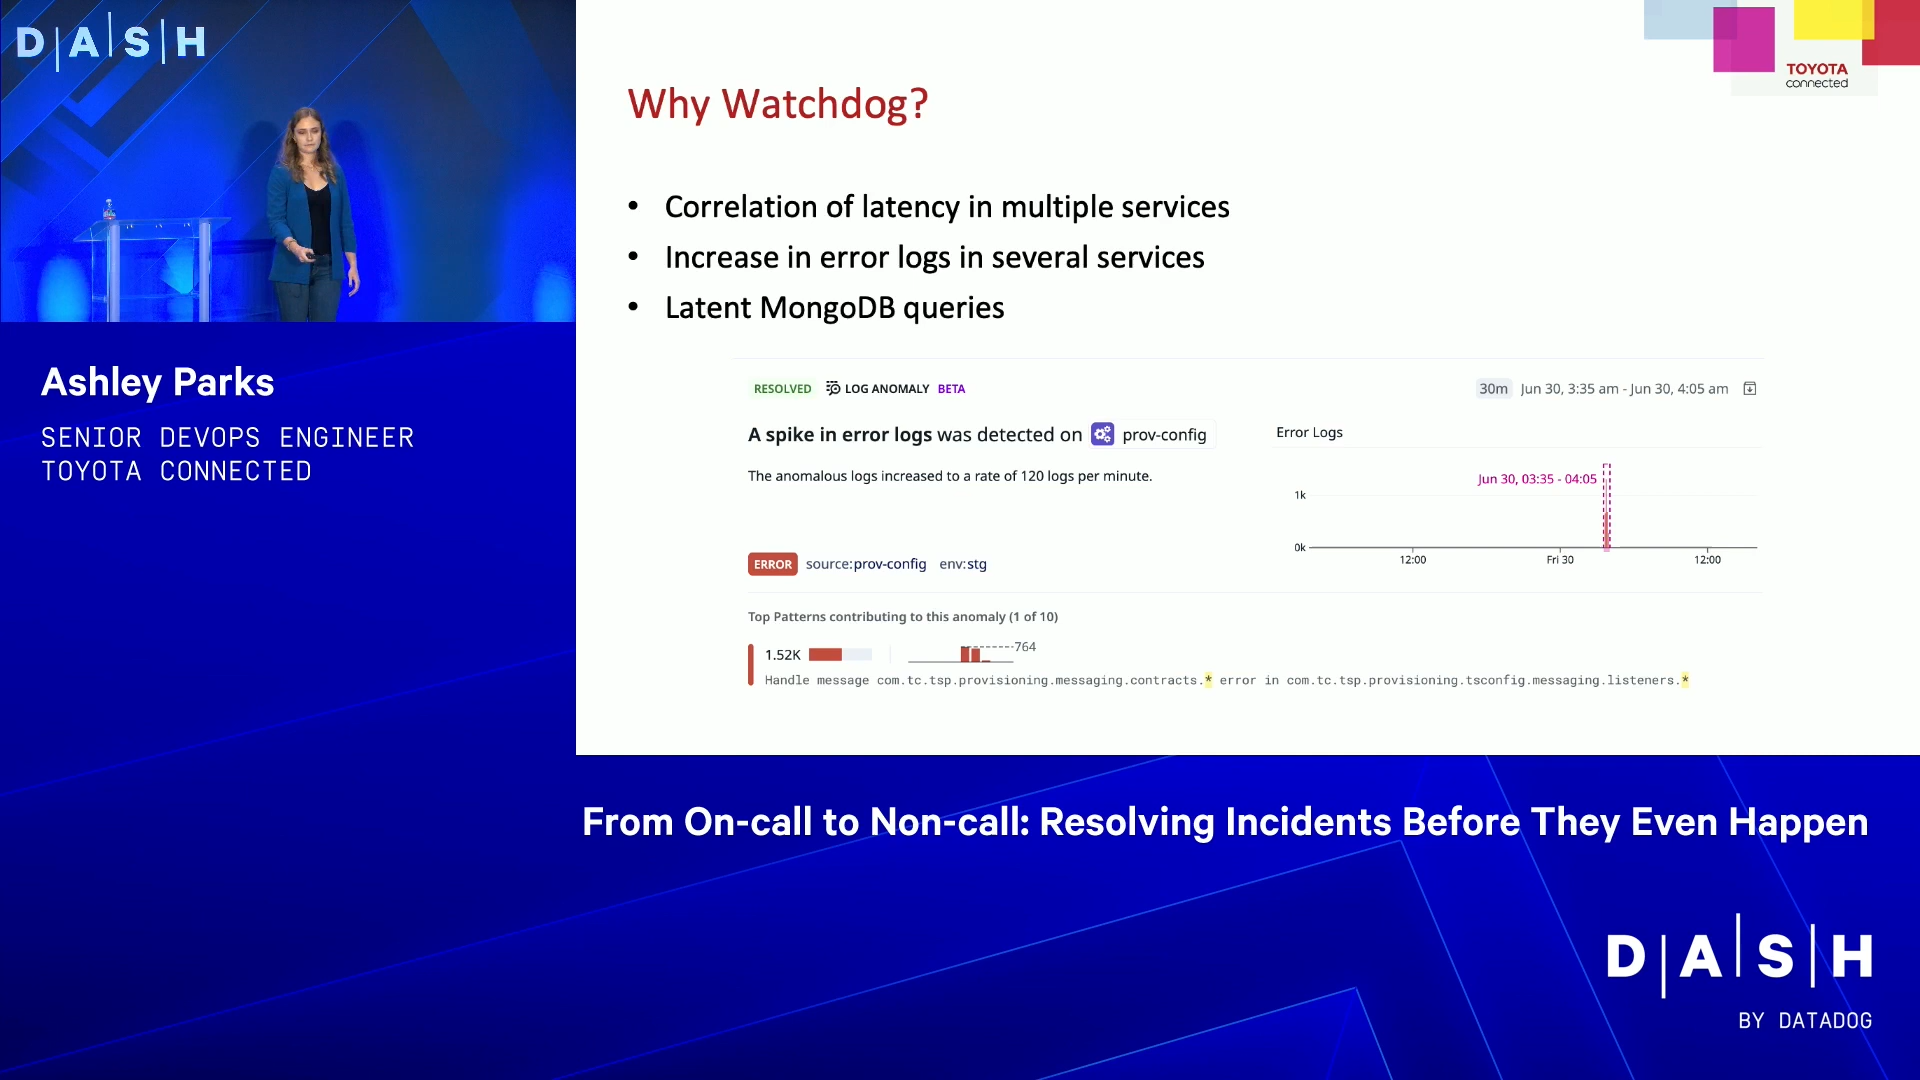 D|A|S|H
TOYOTA
connected
Why Watchdog?
• Correlation of latency in multiple services
• Increase in error logs in several services
• Latent MongoDB queries
RESOLVED LOG ANOMALY BETA
30m Jun 30, 3:35 am - Jun 30, 4:05 am
A spike in error logs was detected on prov-config
The anomalous logs increased to a rate of 120 logs per minute.
Error Logs
Jun 30, 03:35 - 04:05
1k
0k
12:00 Fri 30 12:00
ERROR source:prov-config env:stg
Top Patterns contributing to this anomaly (1 of 10)
1.52K 764
Handle message com.tc.tsp.provisioning.messaging.contracts.* error in com.tc.tsp.provisioning.tsconfig.messaging.listeners.*
Ashley Parks
SENIOR DEVOPS ENGINEER
TOYOTA CONNECTED
From On-call to Non-call: Resolving Incidents Before They Even Happen
D|A|S|H
BY DATADOG